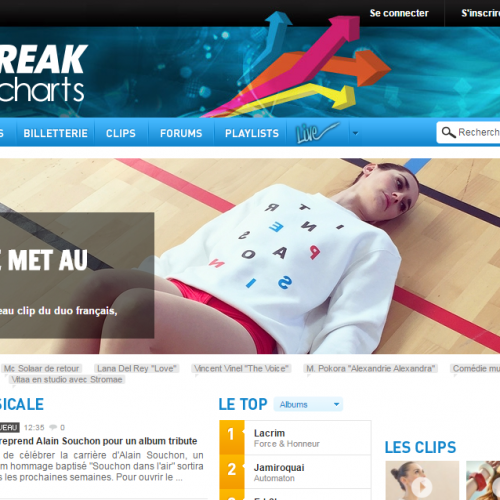 Se connecter
S'inscrire
REAK
charts
S
BILLETTERIE
CLIPS
FORUMS
PLAYLISTS
Live
Recherch
E MET AU
eau clip du duo français,
Mc Solaar de retour
Lana Del Rey "Love"
Vincent Vinel "The Voice"
M. Pokora "Alexandrie Alexandra"
Comédie mu
Vitaa en studio avec Stromae
SICALE
LE TOP
Albums
VEAU
12:35
0
reprend Alain Souchon pour un album tribute
de célébrer la carrière d'Alain Souchon, un
m hommage baptisé "Souchon dans l'air" sortira
s les prochaines semaines. Pour ouvrir le ...
1
Lacrim
Force & Honneur
2
Jamiroquai
Automaton
LES CLIPS